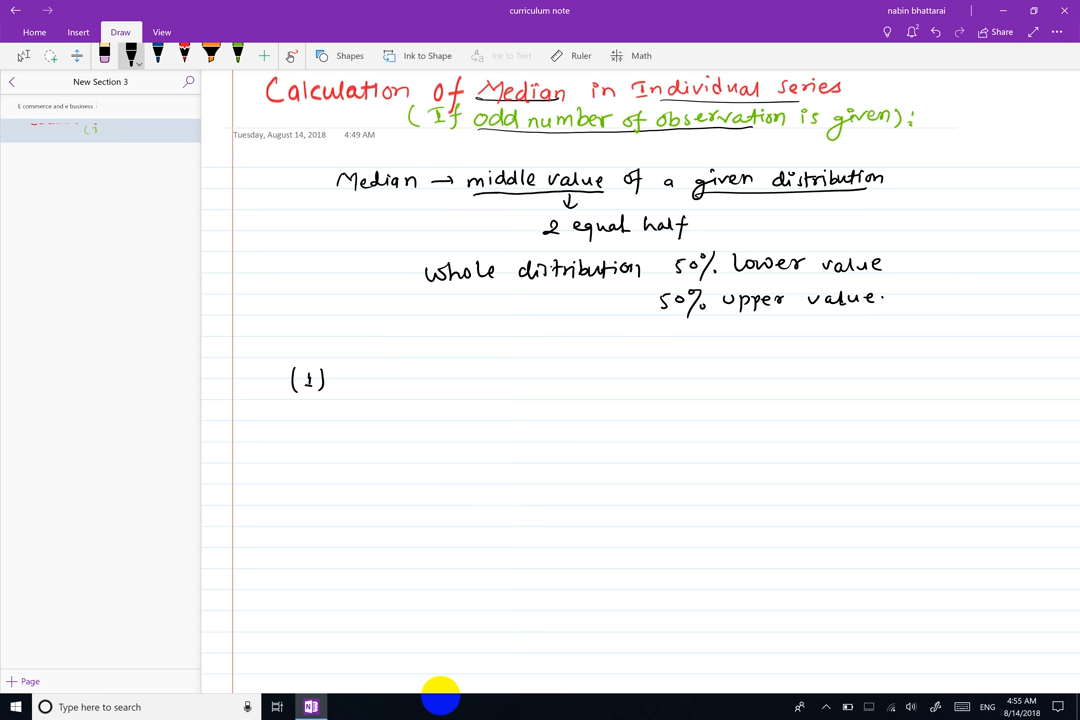 curriculum note
nabin bhattarai
Home Insert Draw View
Share
Shapes Ink to Shape Ink to Text Ruler Math
New Section 3
E commerce and e business
Calculation of Median in Individual series
(If odd number of observation is given):
Tuesday, August 14, 2018 4:49 AM
Median → middle value of a given distribution
2 equal half
whole distribution 50% lower value
50% upper value.
(1)
+ Page
Type here to search
ENG
4:55 AM
8/14/2018